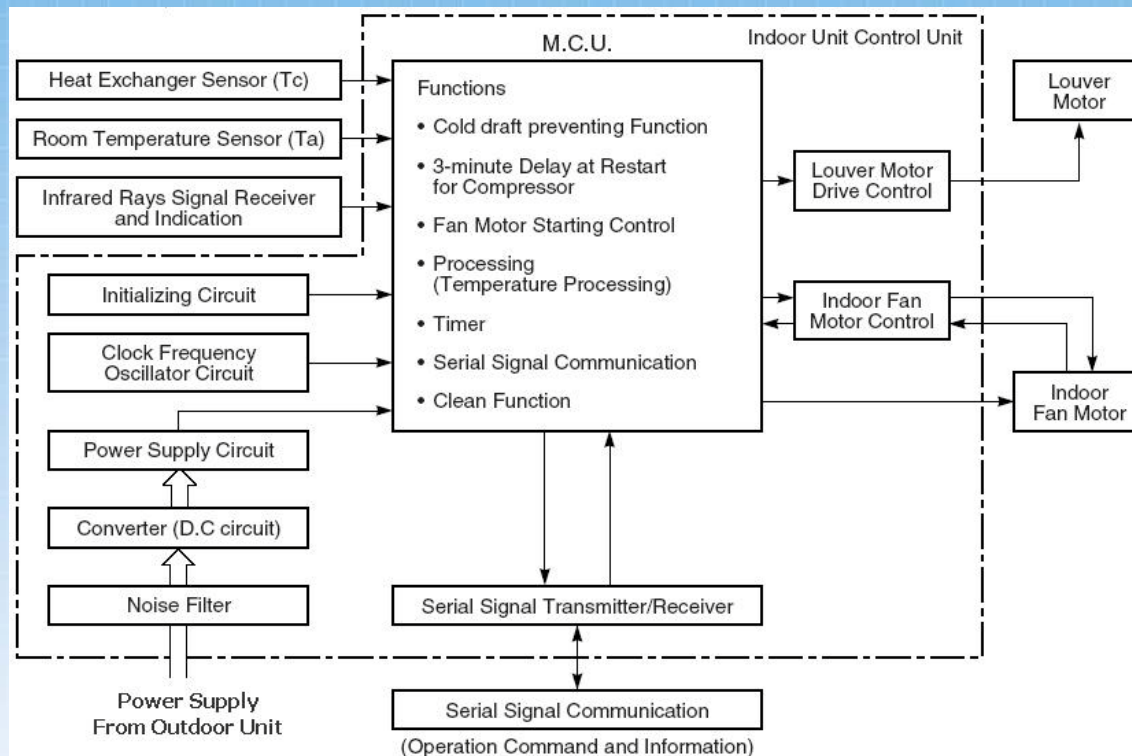 M.C.U.
Indoor Unit Control Unit
Heat Exchanger Sensor (Tc)
Room Temperature Sensor (Ta)
Infrared Rays Signal Receiver
and Indication
Initializing Circuit
Clock Frequency
Oscillator Circuit
Power Supply Circuit
Converter (D.C circuit)
Noise Filter
Power Supply
From Outdoor Unit
Functions
• Cold draft preventing Function
• 3-minute Delay at Restart
for Compressor
• Fan Motor Starting Control
• Processing
(Temperature Processing)
• Timer
• Serial Signal Communication
• Clean Function
Louver
Motor
Louver Motor
Drive Control
Indoor Fan
Motor Control
Indoor
Fan Motor
Serial Signal Transmitter/Receiver
Serial Signal Communication
(Operation Command and Information)